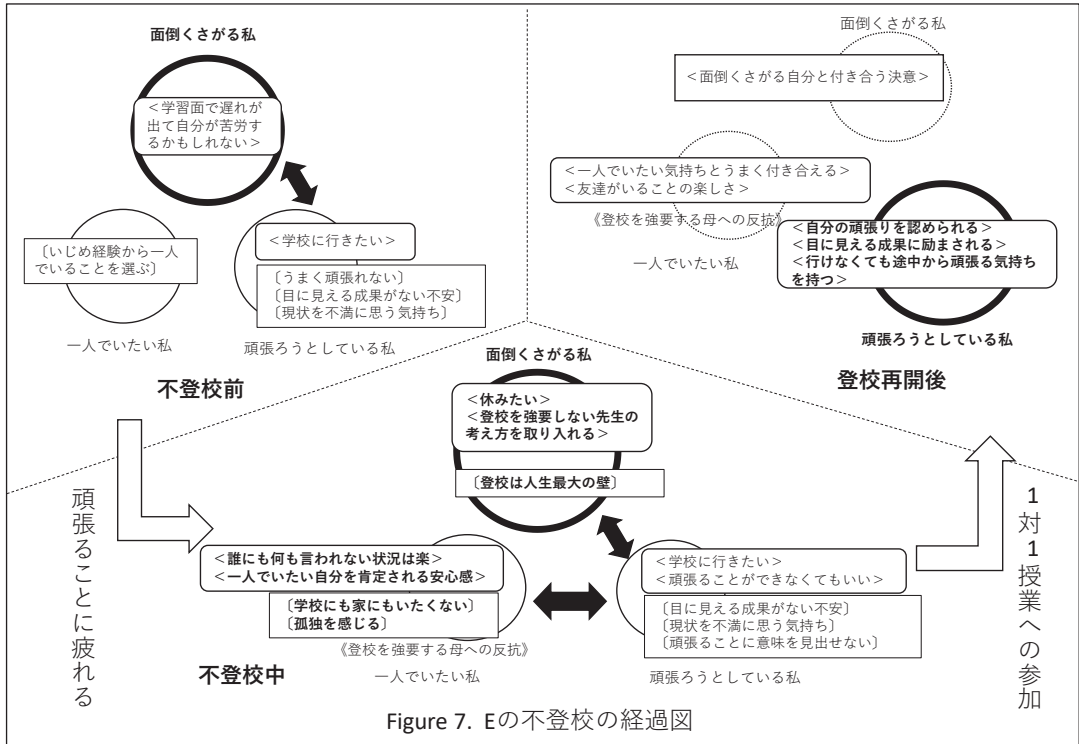 面倒くさがる私
＜学習面で遅れが
出て自分が苦労す
るかもしれない＞
〔いじめ経験から一人
でいることを選ぶ〕
一人でいたい私
＜学校に行きたい＞
〔うまく頑張れない〕
〔目に見える成果がない不安〕
〔現状を不満に思う気持ち〕
頑張ろうとしている私
不登校前
頑張ることに疲れる
面倒くさがる私
＜休みたい＞
＜登校を強要しない先生の
考え方を取り入れる＞
〔登校は人生最大の壁〕
＜誰にも何も言われない状況は楽＞
＜一人でいたい自分を肯定される安心感＞
〔学校にも家にもいたくない〕
〔孤独を感じる〕
《登校を強要する母への反抗》
一人でいたい私
＜学校に行きたい＞
＜頑張ることができなくてもいい＞
〔目に見える成果がない不安〕
〔現状を不満に思う気持ち〕
〔頑張ることに意味を見出せない〕
頑張ろうとしている私
不登校中
1対1授業への参加
面倒くさがる私
＜面倒くさがる自分と付き合う決意＞
＜一人でいたい気持ちとうまく付き合える＞
＜友達がいることの楽しさ＞
《登校を強要する母への反抗》
一人でいたい私
＜自分の頑張りを認められる＞
＜目に見える成果に励まされる＞
＜行けなくても途中から頑張る気持ち
を持つ＞
頑張ろうとしている私
登校再開後
Figure 7. Eの不登校の経過図